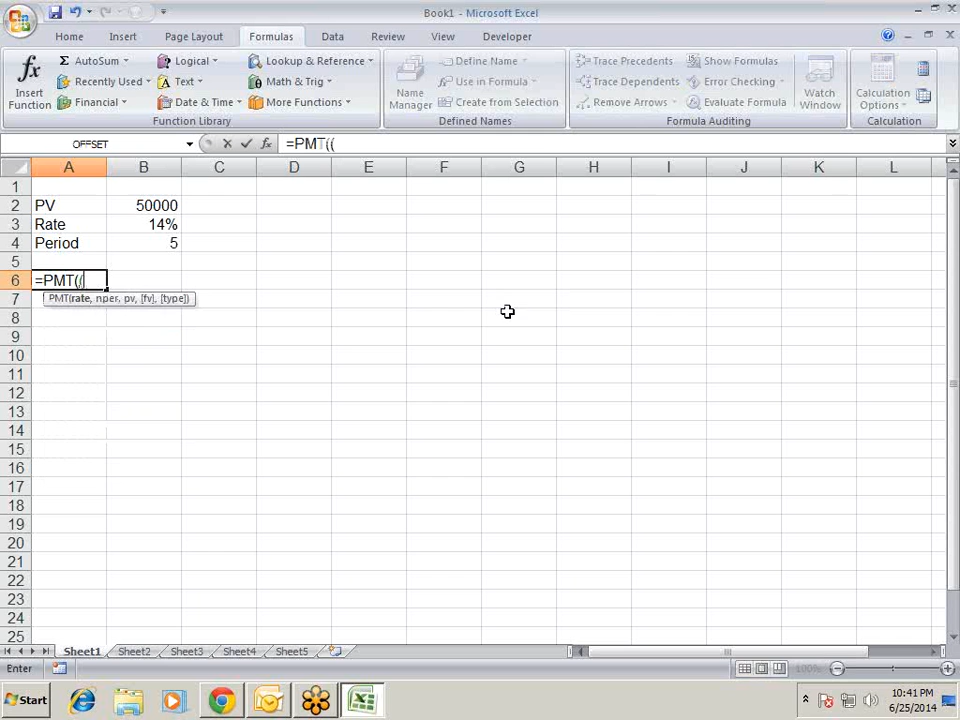 Book1 - Microsoft Excel
Home Insert Page Layout Formulas Data Review View Developer
Σ AutoSum Logical Lookup & Reference Define Name Trace Precedents Show Formulas
Recently Used Text Math & Trig Use in Formula Trace Dependents Error Checking
Financial Date & Time More Functions Create from Selection Remove Arrows Evaluate Formula
fx Insert Function
Name Manager
Watch Window
Calculation Options
Function Library Defined Names Formula Auditing Calculation
OFFSET fx =PMT((
A B C D E F G H I J K L
1
2 PV 50000
3 Rate 14%
4 Period 5
5
6 =PMT((
7 PMT(rate, nper, pv, [fv], [type])
8
9
10
11
12
13
14
15
16
17
18
19
20
21
22
23
24
25
Sheet1 Sheet2 Sheet3 Sheet4 Sheet5
Enter 100%
Start 10:41 PM
6/25/2014